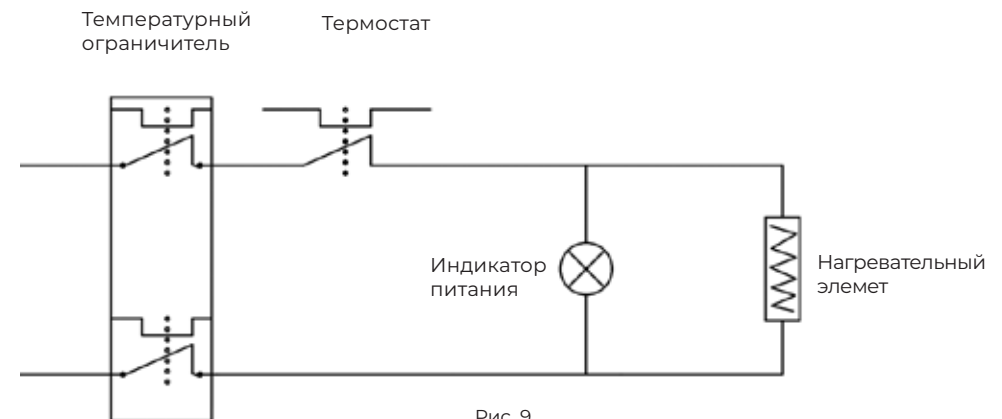 Температурный
ограничитель
Термостат
Индикатор
питания
Нагревательный
элемет
Рис. 9